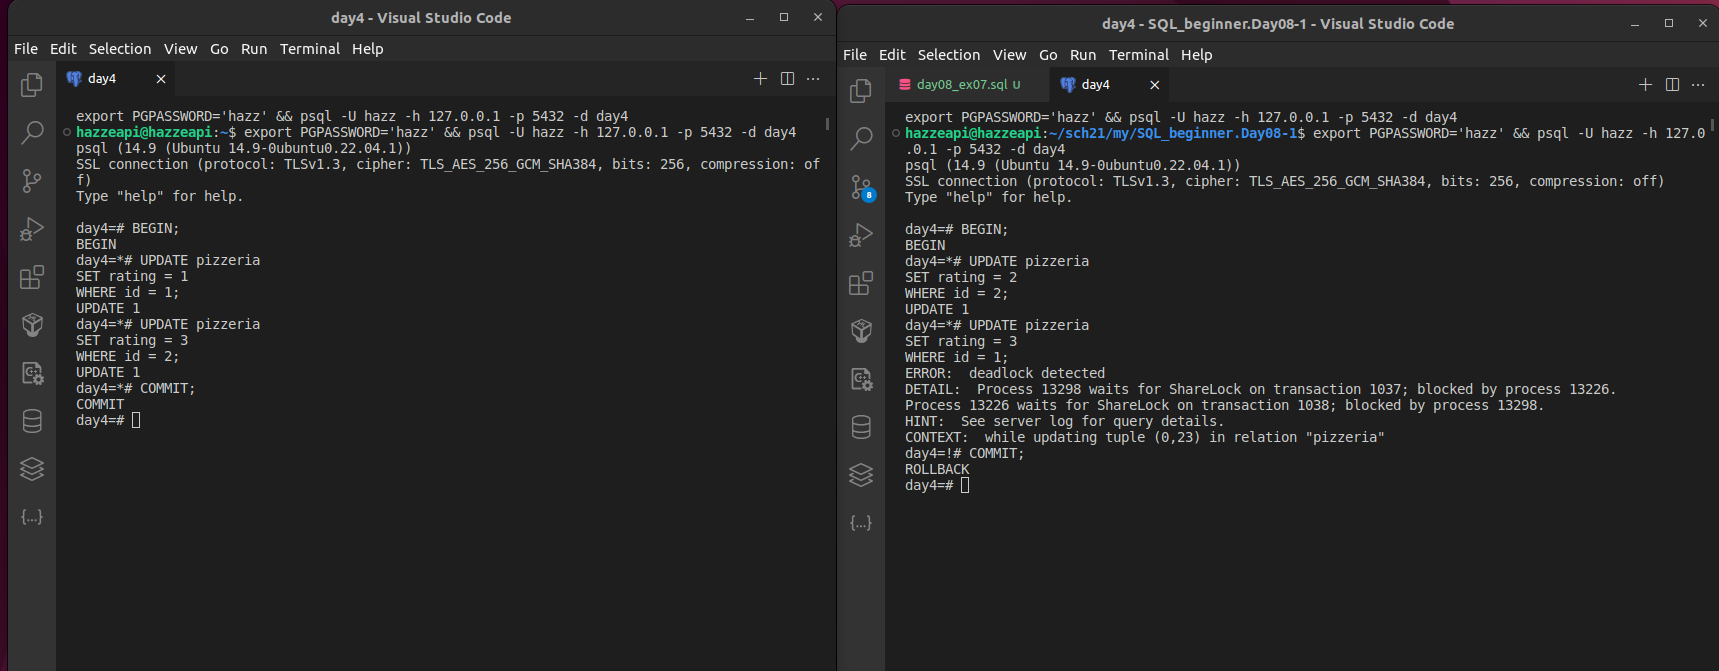 day4 - Visual Studio Code
File Edit Selection View Go Run Terminal Help
day4
export PGPASSWORD='hazz' && psql -U hazz -h 127.0.0.1 -p 5432 -d day4
hazzeapi@hazzeapi:~$ export PGPASSWORD='hazz' && psql -U hazz -h 127.0.0.1 -p 5432 -d day4
psql (14.9 (Ubuntu 14.9-0ubuntu0.22.04.1))
SSL connection (protocol: TLSv1.3, cipher: TLS_AES_256_GCM_SHA384, bits: 256, compression: of
f)
Type "help" for help.
day4=# BEGIN;
BEGIN
day4=*# UPDATE pizzeria
SET rating = 1
WHERE id = 1;
UPDATE 1
day4=*# UPDATE pizzeria
SET rating = 3
WHERE id = 2;
UPDATE 1
day4=*# COMMIT;
COMMIT
day4=#
day4 - SQL_beginner.Day08-1 - Visual Studio Code
File Edit Selection View Go Run Terminal Help
day08_ex07.sql U
day4
8
export PGPASSWORD='hazz' && psql -U hazz -h 127.0.0.1 -p 5432 -d day4
hazzeapi@hazzeapi:~/sch21/my/SQL_beginner.Day08-1$ export PGPASSWORD='hazz' && psql -U hazz -h 127.0
.0.1 -p 5432 -d day4
psql (14.9 (Ubuntu 14.9-0ubuntu0.22.04.1))
SSL connection (protocol: TLSv1.3, cipher: TLS_AES_256_GCM_SHA384, bits: 256, compression: off)
Type "help" for help.
day4=# BEGIN;
BEGIN
day4=*# UPDATE pizzeria
SET rating = 2
WHERE id = 2;
UPDATE 1
day4=*# UPDATE pizzeria
SET rating = 3
WHERE id = 1;
ERROR:  deadlock detected
DETAIL:  Process 13298 waits for ShareLock on transaction 1037; blocked by process 13226.
Process 13226 waits for ShareLock on transaction 1038; blocked by process 13298.
HINT:  See server log for query details.
CONTEXT:  while updating tuple (0,23) in relation "pizzeria"
day4=!# COMMIT;
ROLLBACK
day4=#